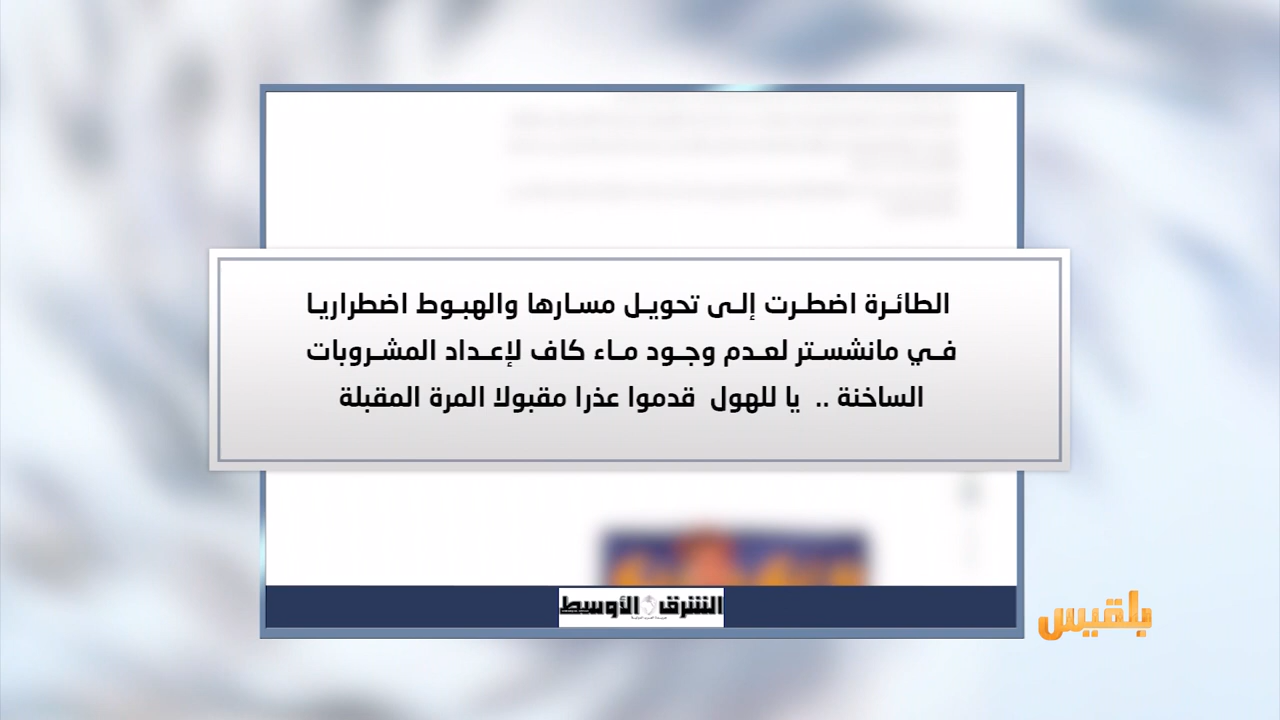 الطائرة اضطرت إلى تحويل مسارها والهبوط اضطراريا
في مانشستر لعدم وجود ماء كاف لإعداد المشروبات
الساخنة .. يا للهول قدموا عذرا مقبولا المرة المقبلة
الشرق الأوسط
بلقيس